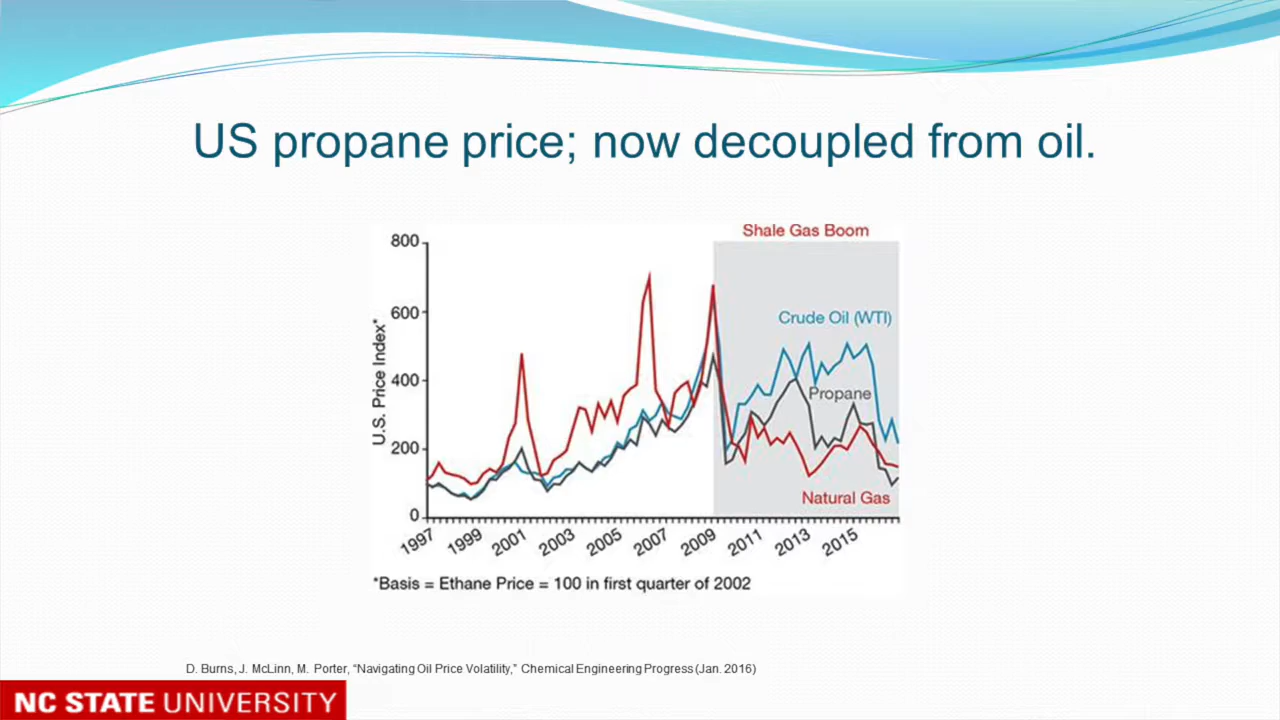 US propane price; now decoupled from oil.
Shale Gas Boom
800
600
400
200
0
U.S. Price Index*
Crude Oil (WTI)
Propane
Natural Gas
1997
1999
2001
2003
2005
2007
2009
2011
2013
2015
*Basis = Ethane Price = 100 in first quarter of 2002
D. Burns, J. McLinn, M. Porter, “Navigating Oil Price Volatility,” Chemical Engineering Progress (Jan. 2016)
NC STATE UNIVERSITY